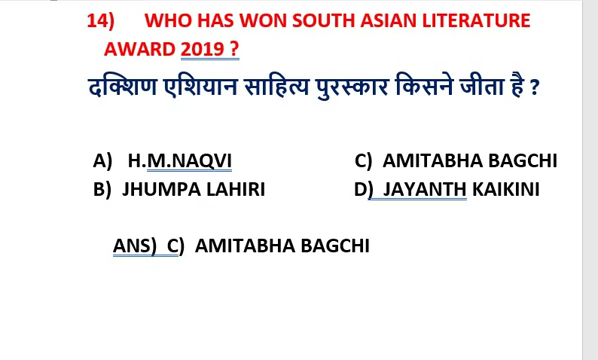 14) WHO HAS WON SOUTH ASIAN LITERATURE
AWARD 2019 ?
दक्शिण एशियान साहित्य पुरस्कार किसने जीता है ?
A) H.M.NAQVI C) AMITABHA BAGCHI
B) JHUMPA LAHIRI D) JAYANTH KAIKINI
ANS) C) AMITABHA BAGCHI